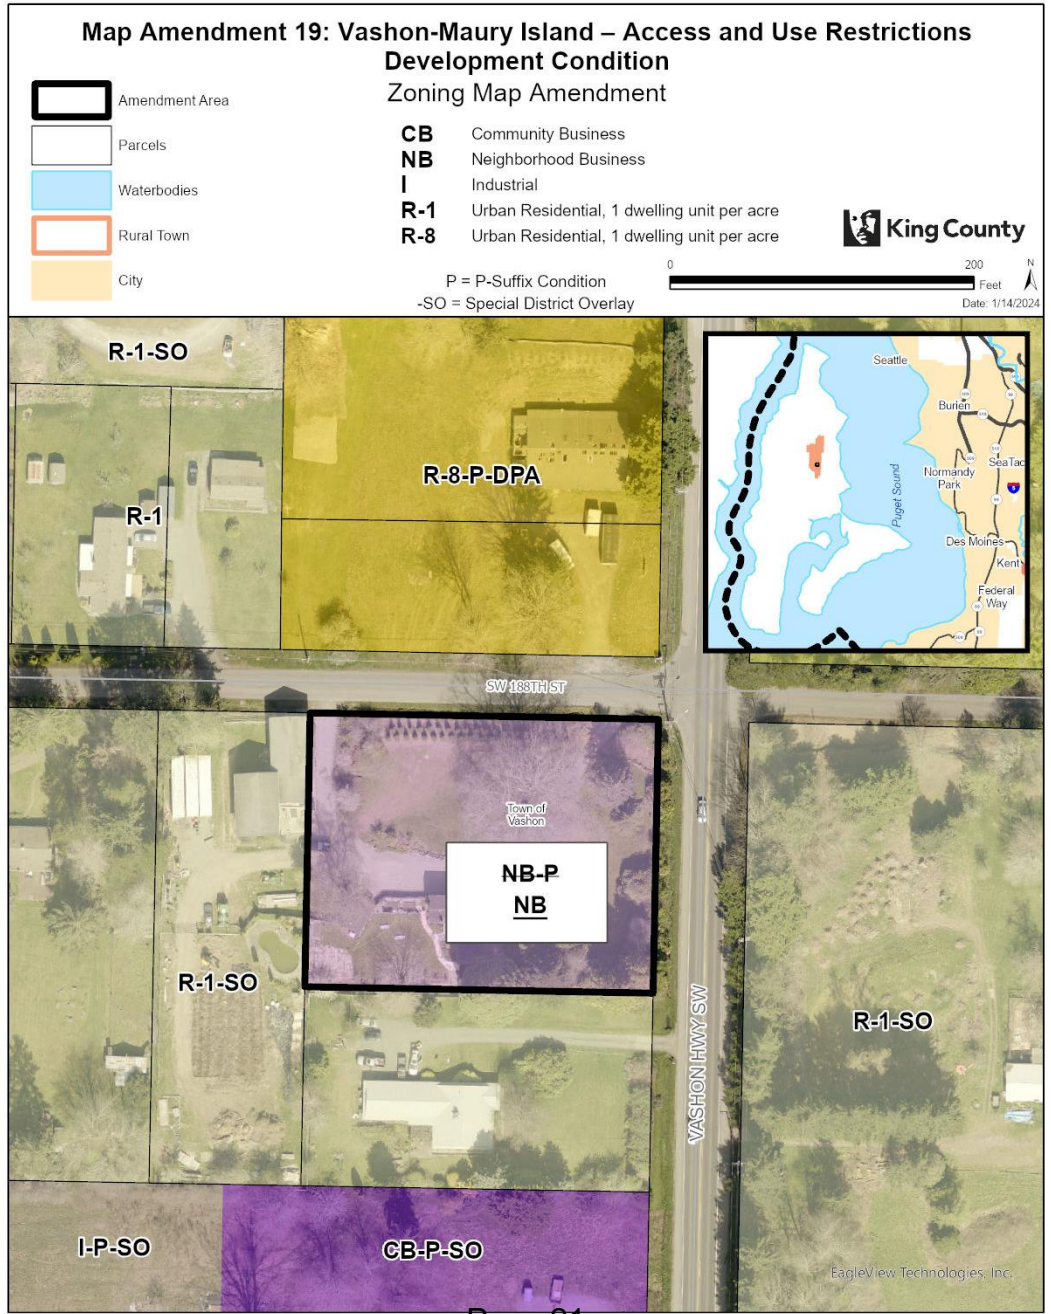 Map Amendment 19: Vashon-Maury Island – Access and Use Restrictions
Development Condition
Zoning Map Amendment
Amendment Area
Parcels
Waterbodies
Rural Town
City
CB Community Business
NB Neighborhood Business
I Industrial
R-1 Urban Residential, 1 dwelling unit per acre
R-8 Urban Residential, 1 dwelling unit per acre
P = P-Suffix Condition
-SO = Special District Overlay
King County
0 200
Feet
N
Date: 1/14/2024
R-1-SO
R-8-P-DPA
R-1
Seattle
Burien
SeaTac
Normandy
Park
Puget Sound
Des Moines
Kent
Federal
Way
SW 188TH ST
Town of
Vashon
NB-P
NB
R-1-SO
R-1-SO
VASHON HWY SW
I-P-SO
CB-P-SO
EagleView Technologies, Inc.